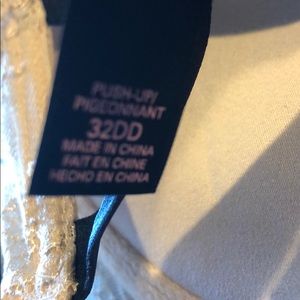 PUSH-UP/
PIGEONNANT
32DD
MADE IN CHINA
FAIT EN CHINE
HECHO EN CHINA